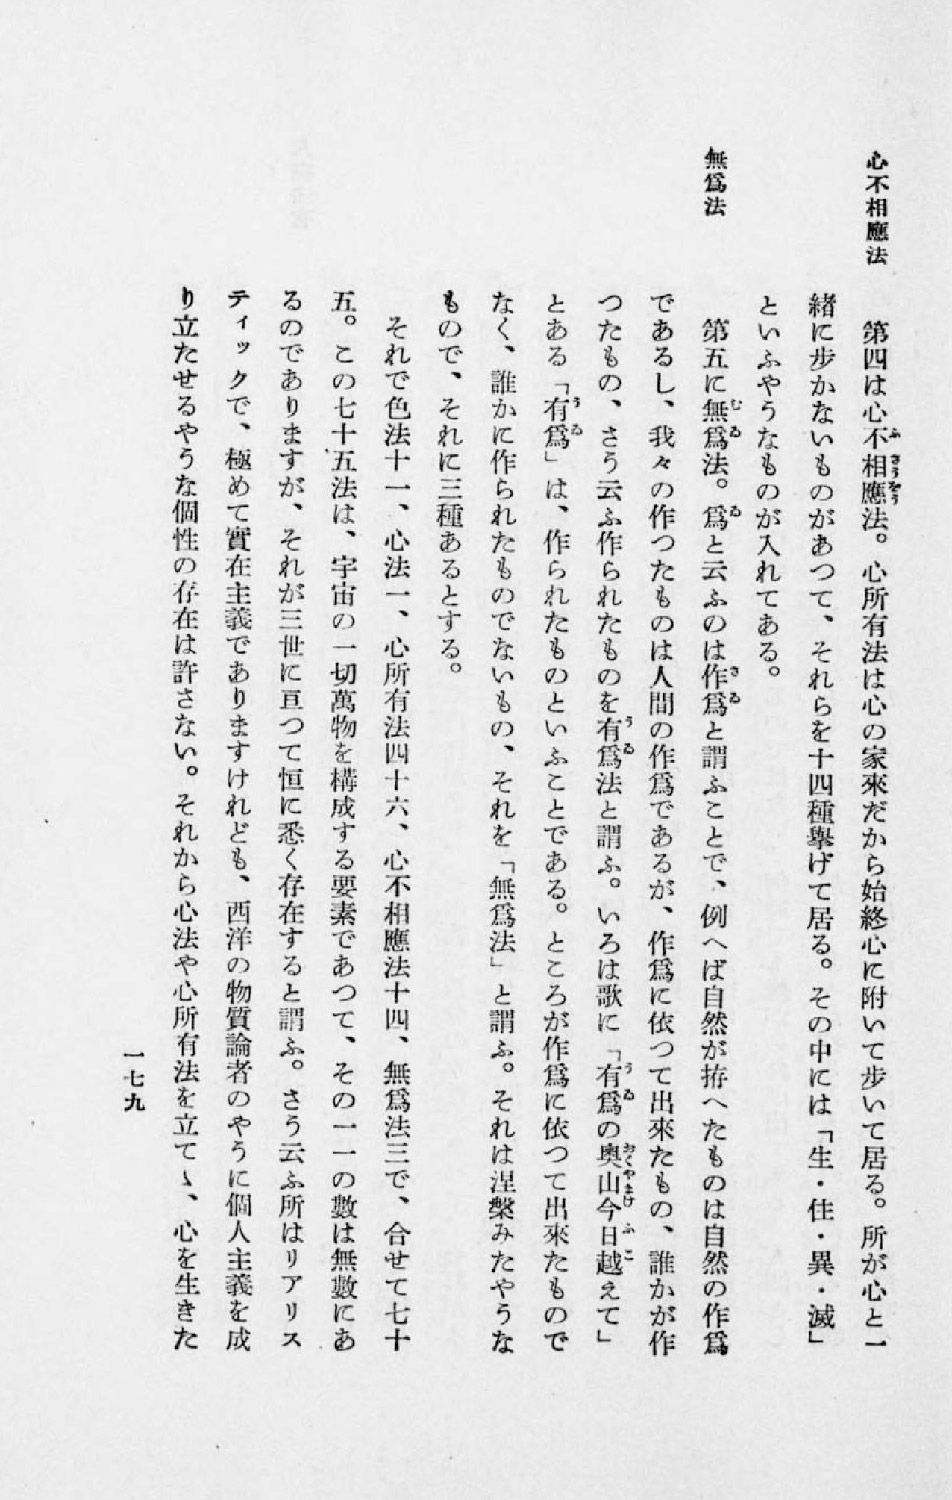 心不相應法
第四は心不相應法。心所有法は心の家來だから始終心に附いて步いて居る。所が心と一
緖に步かないものがあつて、それらを十四種擧げて居る。その中には「生・住・異・滅」
といふやうなものが入れてある。
無爲法
第五に無爲法。爲と云ふのは作爲と謂ふことで、例へば自然が拵へたものは自然の作爲
であるし、我々の作つたものは人間の作爲であるが、作爲に依つて出來たもの、誰かが作
つたもの、さう云ふ作られたものを有爲法と謂ふ。いろは歌に「有爲の奧山今日越えて」
とある「有爲」は、作られたものといふことである。ところが作爲に依つて出來たもので
なく、誰かに作られたものでないもの、それを「無爲法」と謂ふ。それは涅槃みたやうな
もので、それに三種あるとする。
それで色法十一、心法一、心所有法四十六、心不相應法十四、無爲法三で、合せて七十
五。この七十五法は、宇宙の一切萬物を構成する要素であつて、その一一の數は無數にあ
るのでありますが、それが三世に亘つて恒に悉く存在すると謂ふ。さう云ふ所はリアリス
ティックで、極めて實在主義でありますけれども、西洋の物質論者のやうに個人主義を成
り立たせるやうな個性の存在は許さない。それから心法や心所有法を立てゝ、心を生きた
一七九